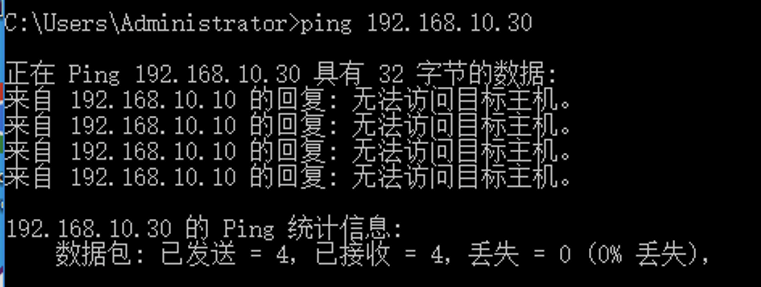 C:\Users\Administrator>ping 192.168.10.30
正在 Ping 192.168.10.30 具有 32 字节的数据:
来自 192.168.10.10 的回复: 无法访问目标主机。
来自 192.168.10.10 的回复: 无法访问目标主机。
来自 192.168.10.10 的回复: 无法访问目标主机。
来自 192.168.10.10 的回复: 无法访问目标主机。
192.168.10.30 的 Ping 统计信息:
数据包: 已发送 = 4，已接收 = 4，丢失 = 0 (0% 丢失)，